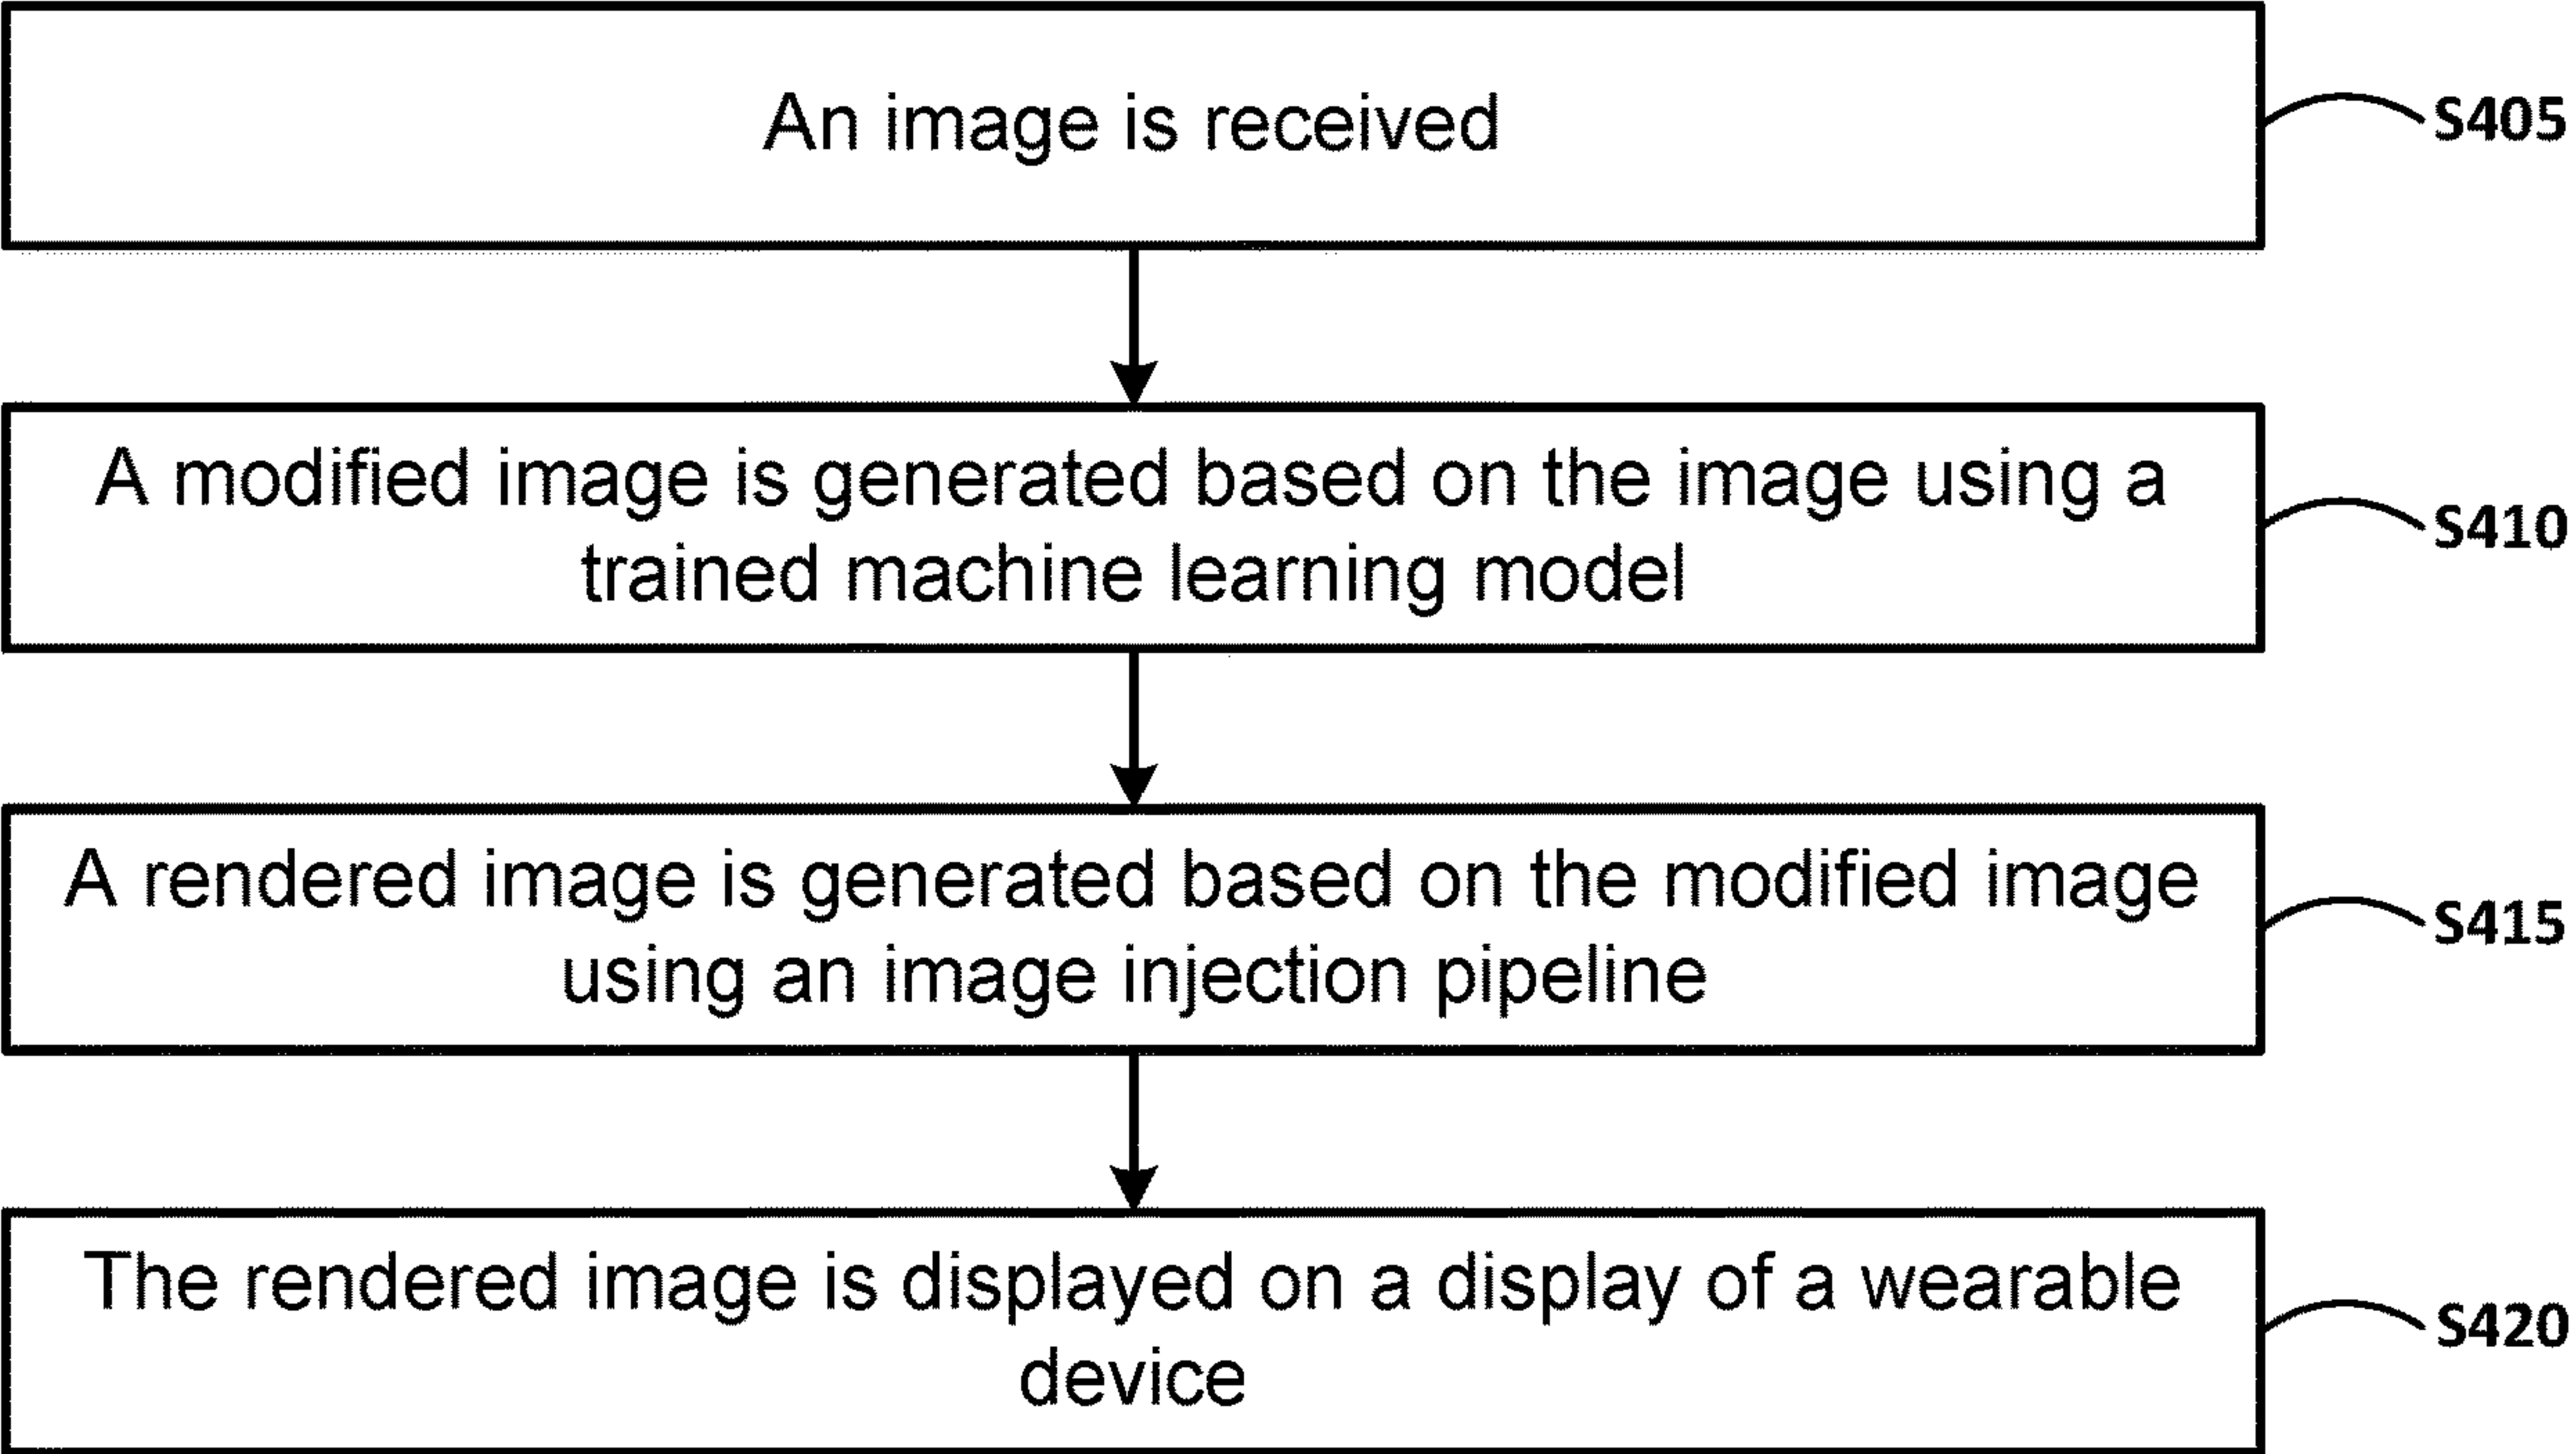 An image is received
S405
A modified image is generated based on the image using a
trained machine learning model
S410
A rendered image is generated based on the modified image
using an image injection pipeline
S415
The rendered image is displayed on a display of a wearable
device
S420